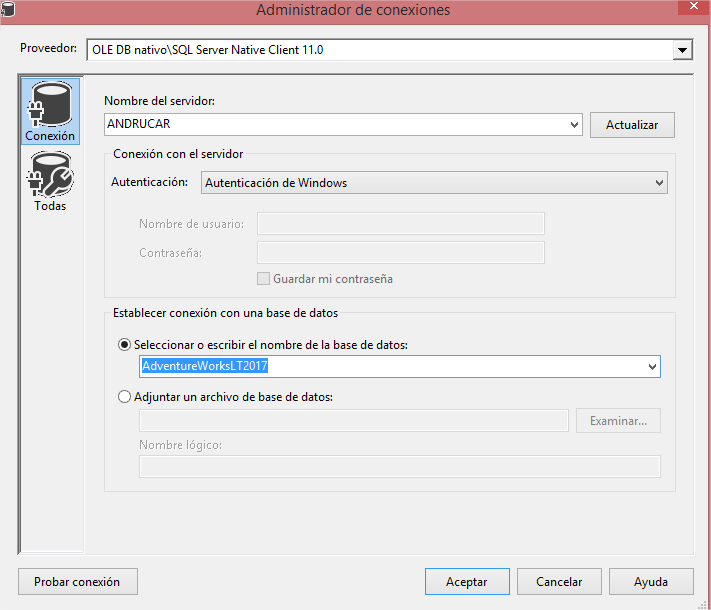 Administrador de conexiones
Proveedor: OLE DB nativo\SQL Server Native Client 11.0
Conexión
Todas
Nombre del servidor:
ANDRUCAR
Actualizar
Conexión con el servidor
Autenticación: Autenticación de Windows
Nombre de usuario:
Contraseña:
Guardar mi contraseña
Establecer conexión con una base de datos
Seleccionar o escribir el nombre de la base de datos:
AdventureWorksLT2017
Adjuntar un archivo de base de datos:
Examinar...
Nombre lógico:
Probar conexión Aceptar Cancelar Ayuda